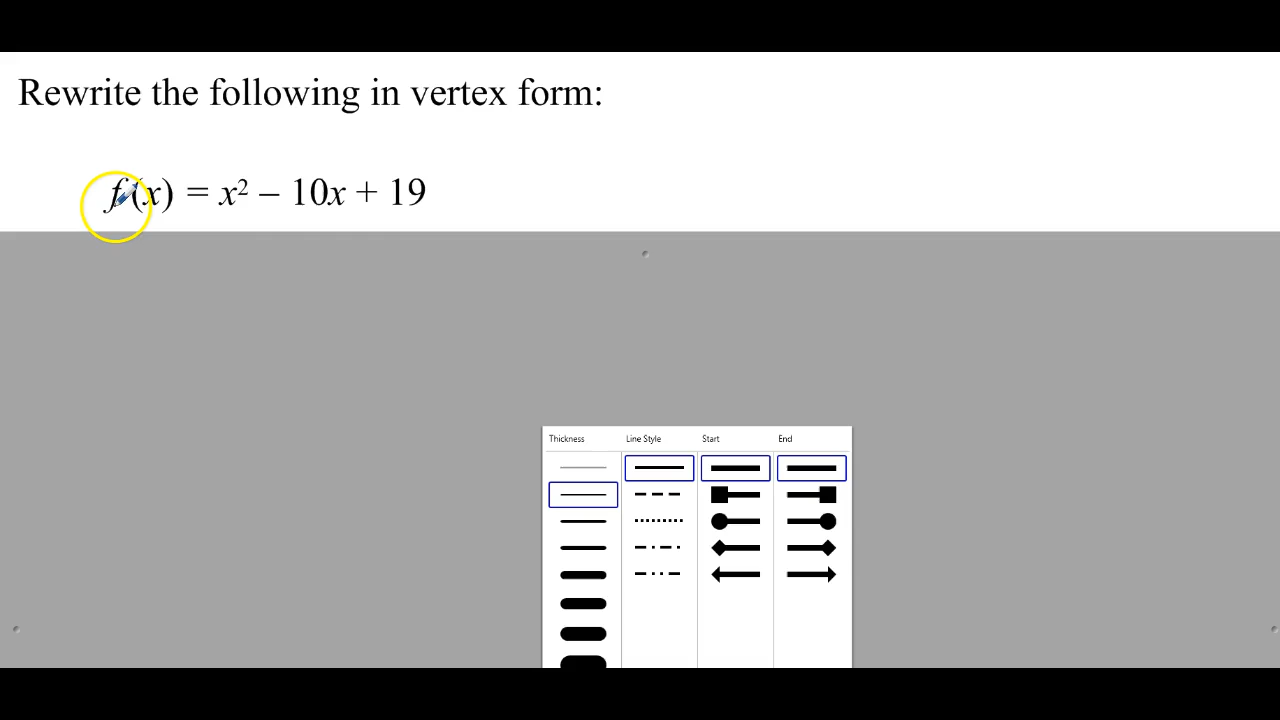 Rewrite the following in vertex form:
f(x) = x² – 10x + 19
Thickness Line Style Start End